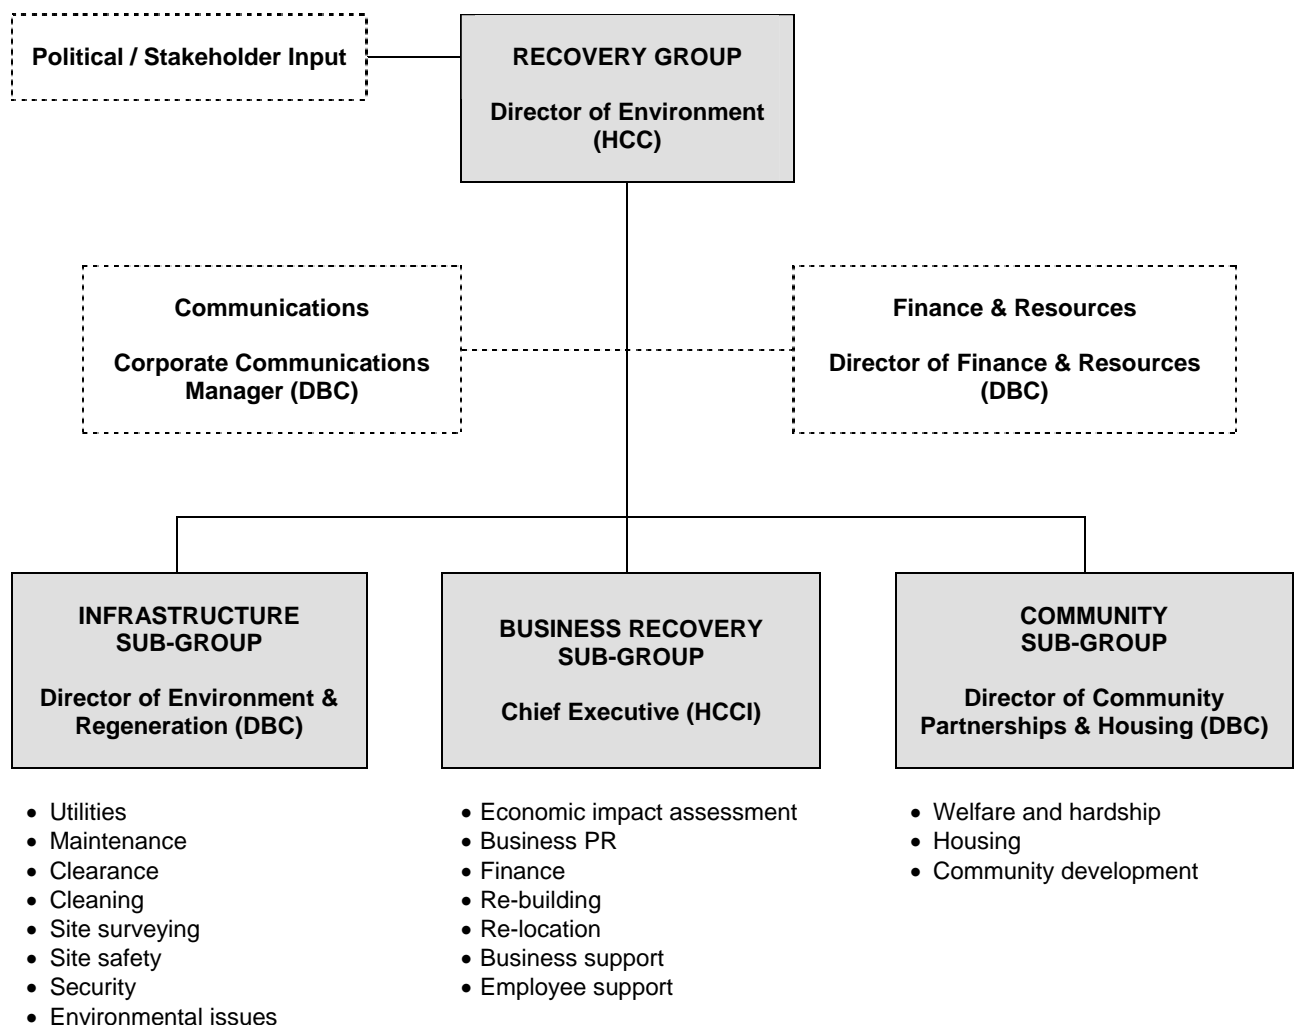 Political / Stakeholder Input
RECOVERY GROUP
Director of Environment
(HCC)
Communications
Corporate Communications
Manager (DBC)
Finance & Resources
Director of Finance & Resources
(DBC)
INFRASTRUCTURE
SUB-GROUP
Director of Environment &
Regeneration (DBC)
BUSINESS RECOVERY
SUB-GROUP
Chief Executive (HCCI)
COMMUNITY
SUB-GROUP
Director of Community
Partnerships & Housing (DBC)
• Utilities
• Maintenance
• Clearance
• Cleaning
• Site surveying
• Site safety
• Security
• Environmental issues
• Economic impact assessment
• Business PR
• Finance
• Re-building
• Re-location
• Business support
• Employee support
• Welfare and hardship
• Housing
• Community development